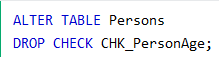 ALTER TABLE Persons
DROP CHECK CHK_PersonAge;